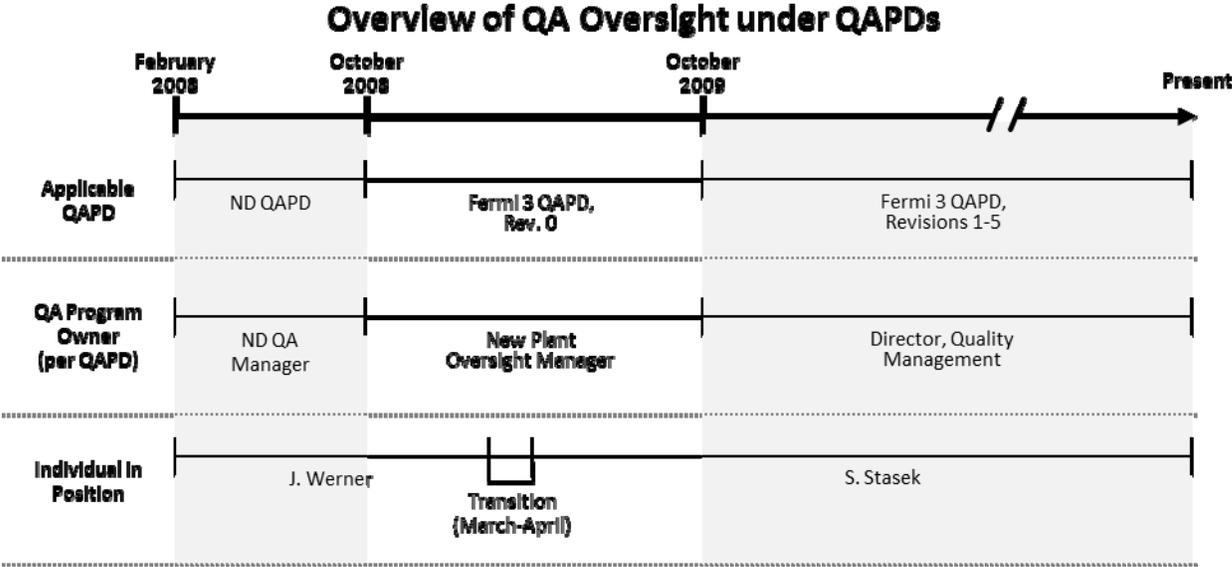 Overview of QA Oversight under QAPDs
February
2008
October
2008
October
2009
Present
Applicable
QAPD
ND QAPD
Fermi 3 QAPD,
Rev. 0
Fermi 3 QAPD,
Revisions 1-5
QA Program
Owner
(per QAPD)
ND QA
Manager
New Plant
Oversight Manager
Director, Quality
Management
Individual in
Position
J. Werner
Transition
(March-April)
S. Stasek